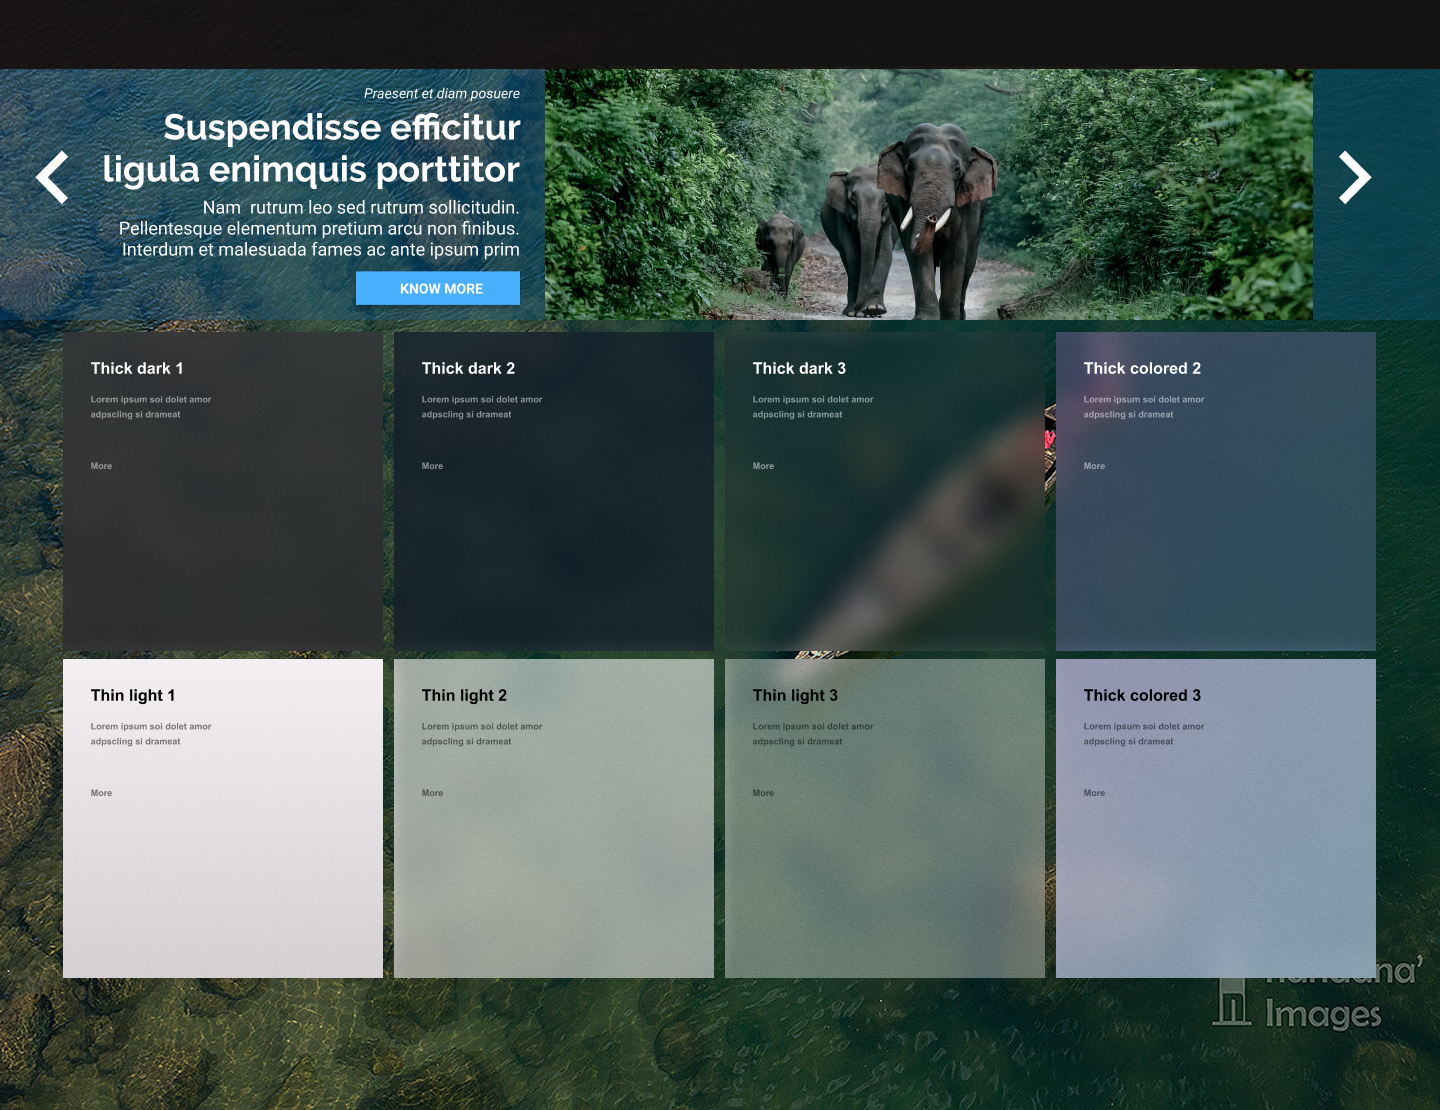 Praesent et diam posuere
Suspendisse efficitur
ligula enimquis porttitor
Nam rutrum leo sed rutrum sollicitudin.
Pellentesque elementum pretium arcu non finibus.
Interdum et malesuada fames ac ante ipsum prim
KNOW MORE
Thick dark 1
Lorem ipsum soi dolet amor
adpscling si drameat
More
Thick dark 2
Lorem ipsum soi dolet amor
adpscling si drameat
More
Thick dark 3
Lorem ipsum soi dolet amor
adpscling si drameat
More
Thick colored 2
Lorem ipsum soi dolet amor
adpscling si drameat
More
Thin light 1
Lorem ipsum soi dolet amor
adpscling si drameat
More
Thin light 2
Lorem ipsum soi dolet amor
adpscling si drameat
More
Thin light 3
Lorem ipsum soi dolet amor
adpscling si drameat
More
Thick colored 3
Lorem ipsum soi dolet amor
adpscling si drameat
More
Images